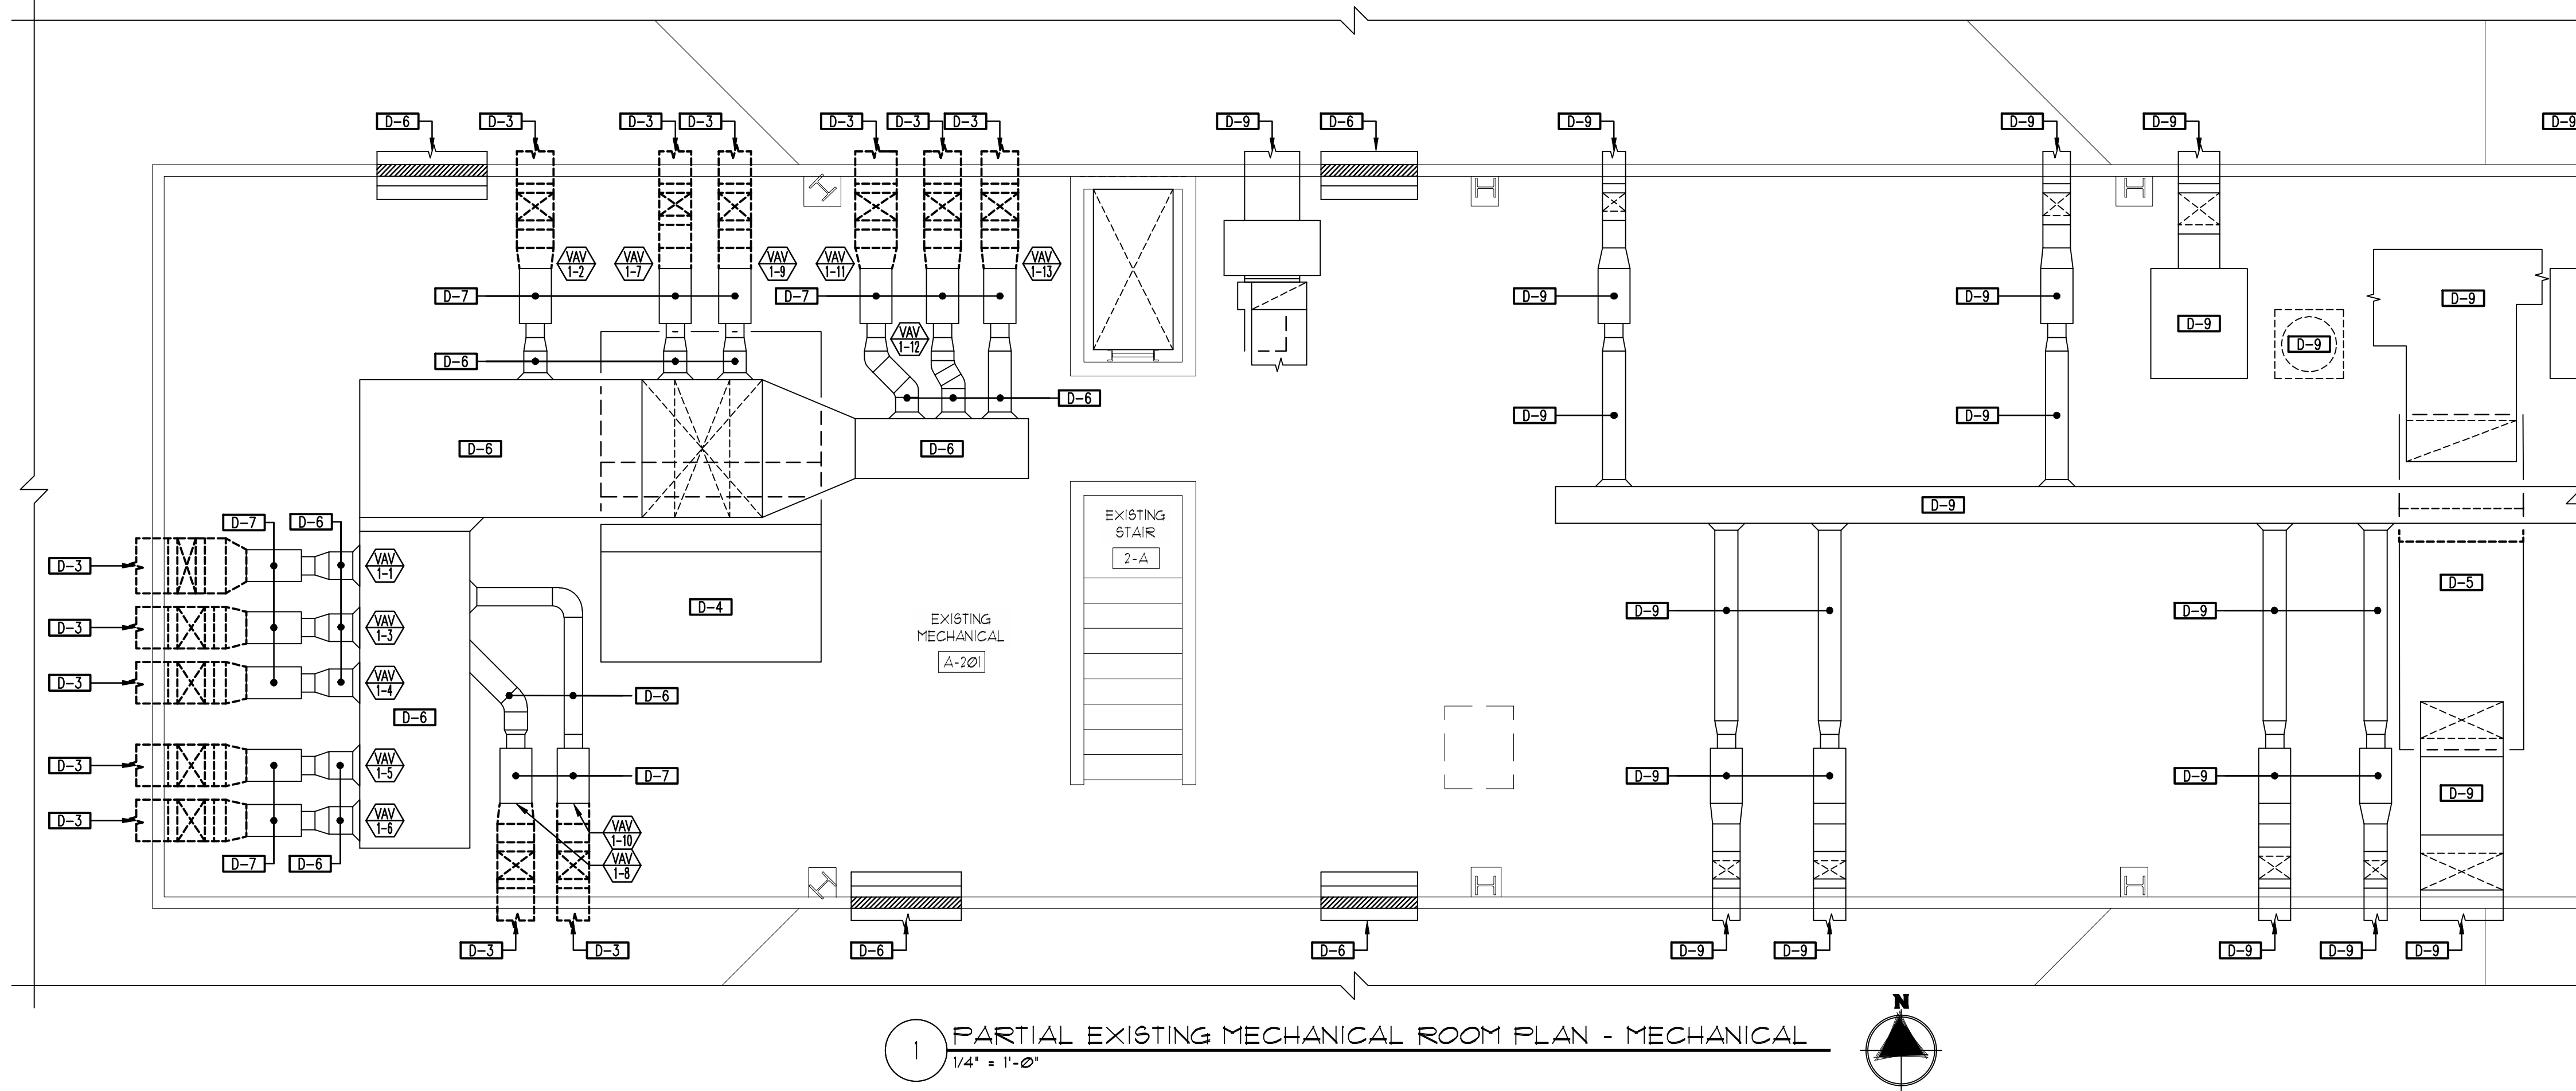 D-6 D-3 D-3 D-3 D-3 D-3 D-3 D-9 D-6 D-9 D-9 D-9 D-9
VAV 1-2
VAV 1-7
VAV 1-9
VAV 1-11
VAV 1-13
D-7 D-7 D-9 D-9 D-9
D-9 D-9
VAV 1-12
D-6
D-6 D-9 D-9
D-6 D-6
D-9
D-7 D-6
EXISTING
STAIR
2-A
D-3
VAV 1-1
D-5
D-4 D-9 D-9
D-3
VAV 1-3
EXISTING
MECHANICAL
A-201
D-3
VAV 1-4
D-6
D-6
D-3
VAV 1-5
D-7 D-9 D-9
D-9
D-3
VAV 1-6
VAV 1-10
VAV 1-8
D-7 D-6
D-3 D-3 D-6 D-6 D-9 D-9 D-9 D-9 D-9
N
1 PARTIAL EXISTING MECHANICAL ROOM PLAN - MECHANICAL
1/4" = 1'-0"